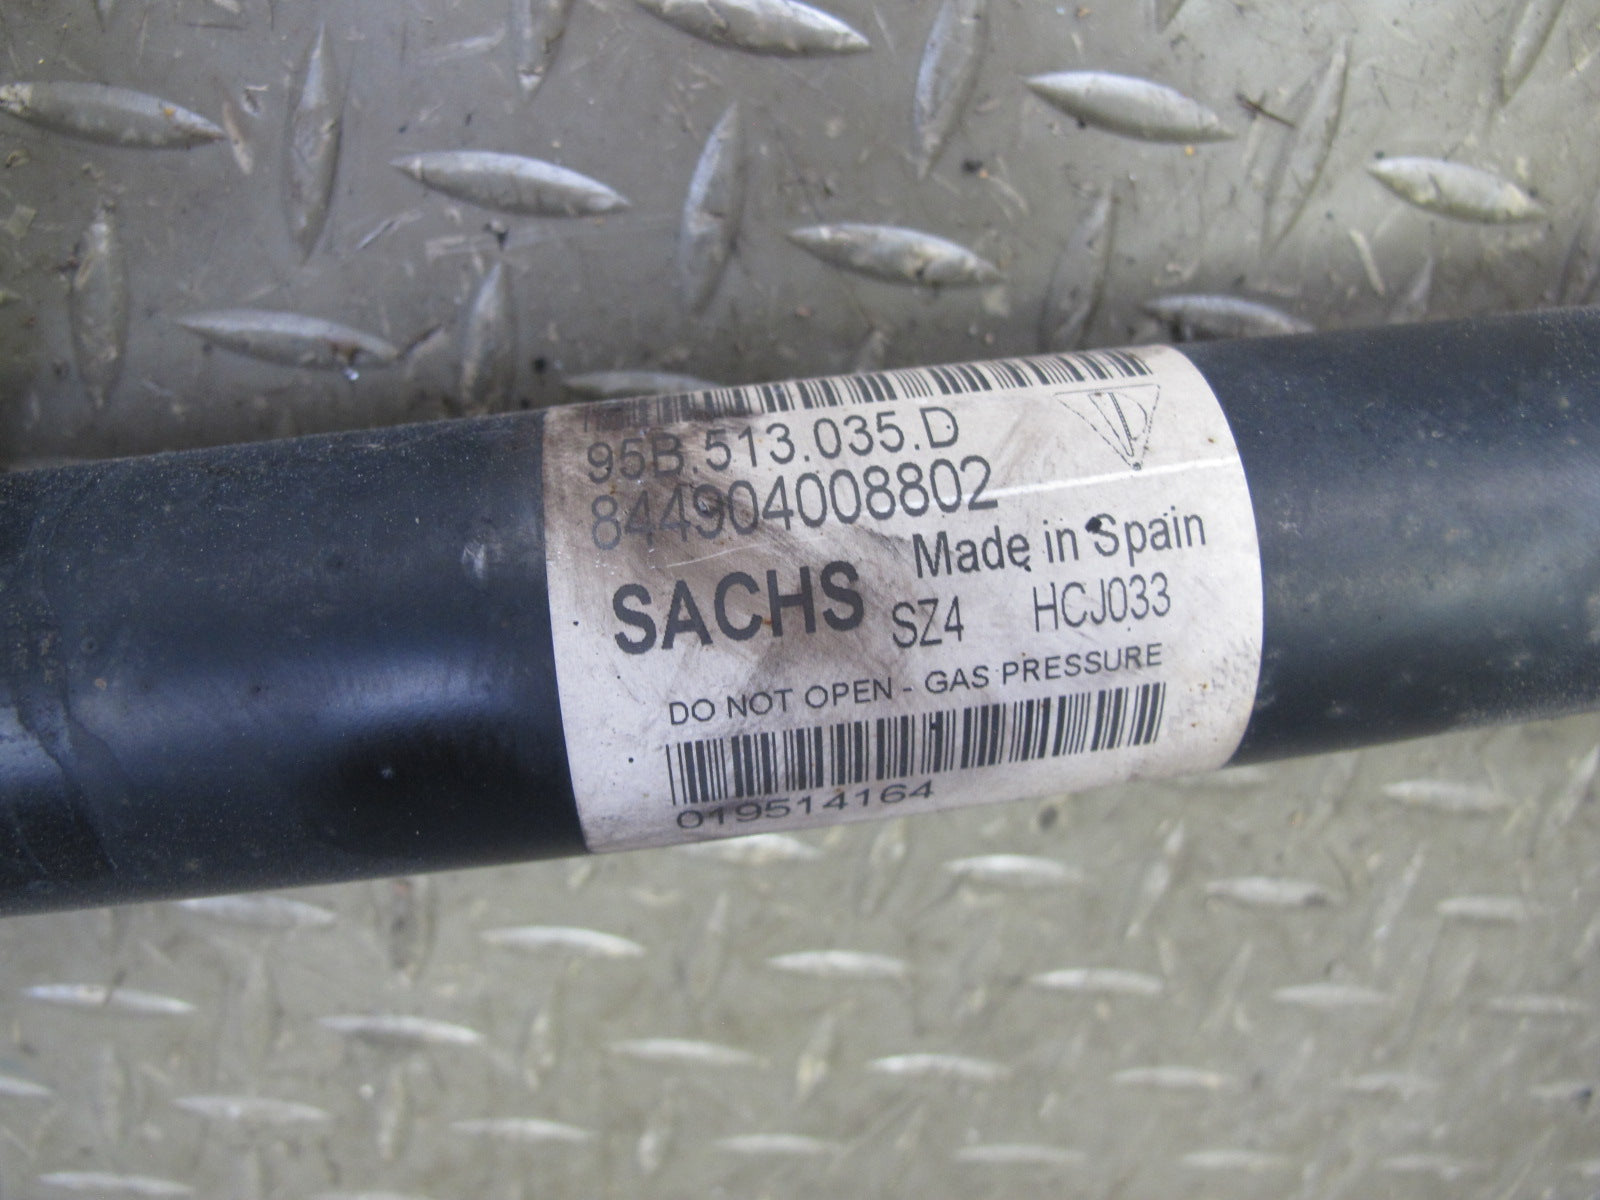 95B.513.035.D
844904008802
Made in Spain
SACHS SZ4 HCJ033
DO NOT OPEN - GAS PRESSURE
019514164